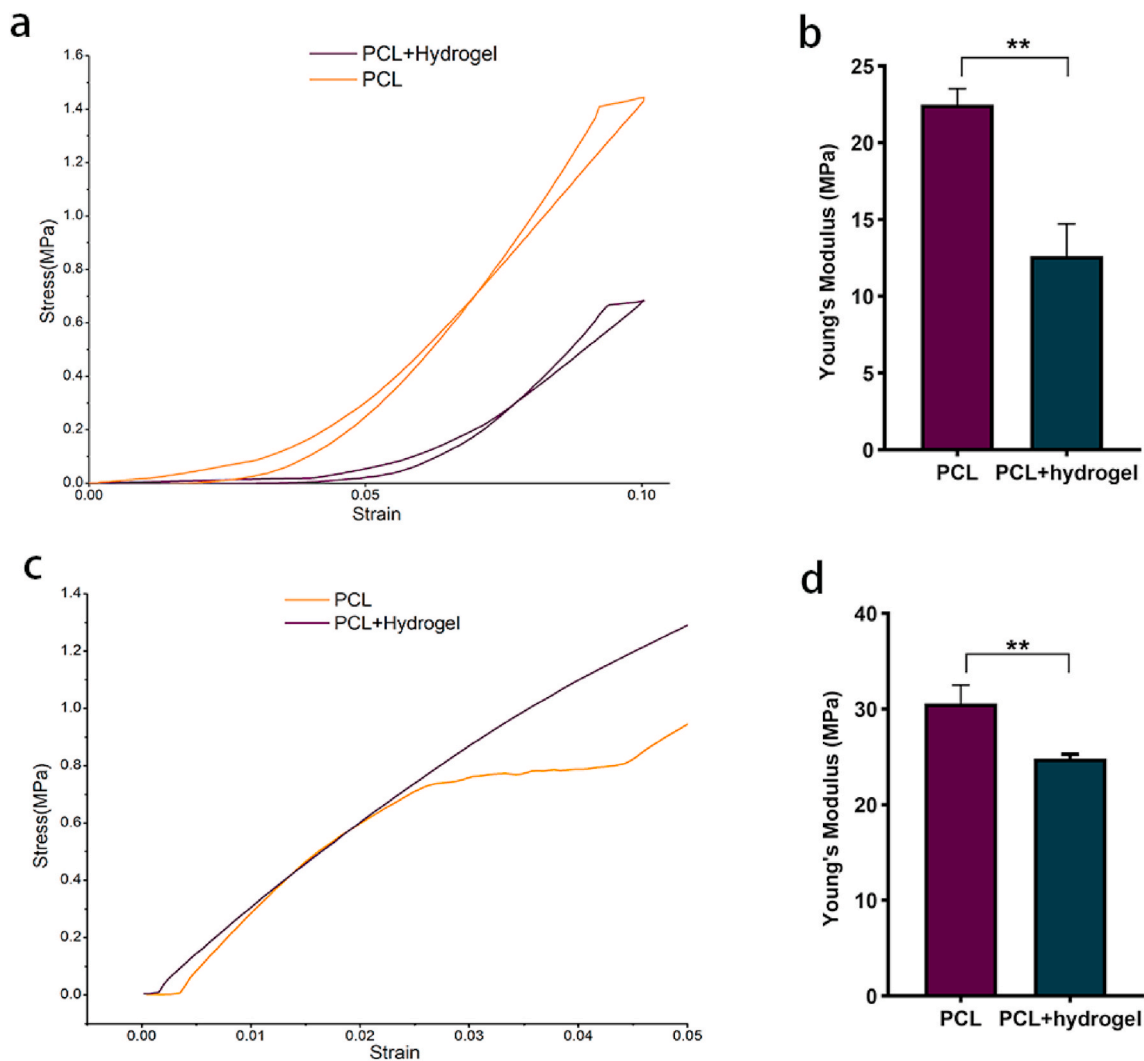 a
PCL+Hydrogel
PCL
1.6
1.4
1.2
1.0
0.8
0.6
0.4
0.2
0.0
Stress(MPa)
0.00
0.05
0.10
Strain
b
**
25
20
15
10
5
0
Young's Modulus (MPa)
PCL
PCL+hydrogel
c
PCL
PCL+Hydrogel
1.4
1.2
1.0
0.8
0.6
0.4
0.2
0.0
Stress(MPa)
0.00
0.01
0.02
0.03
0.04
0.05
Strain
d
**
40
30
20
10
0
Young's Modulus (MPa)
PCL
PCL+hydrogel